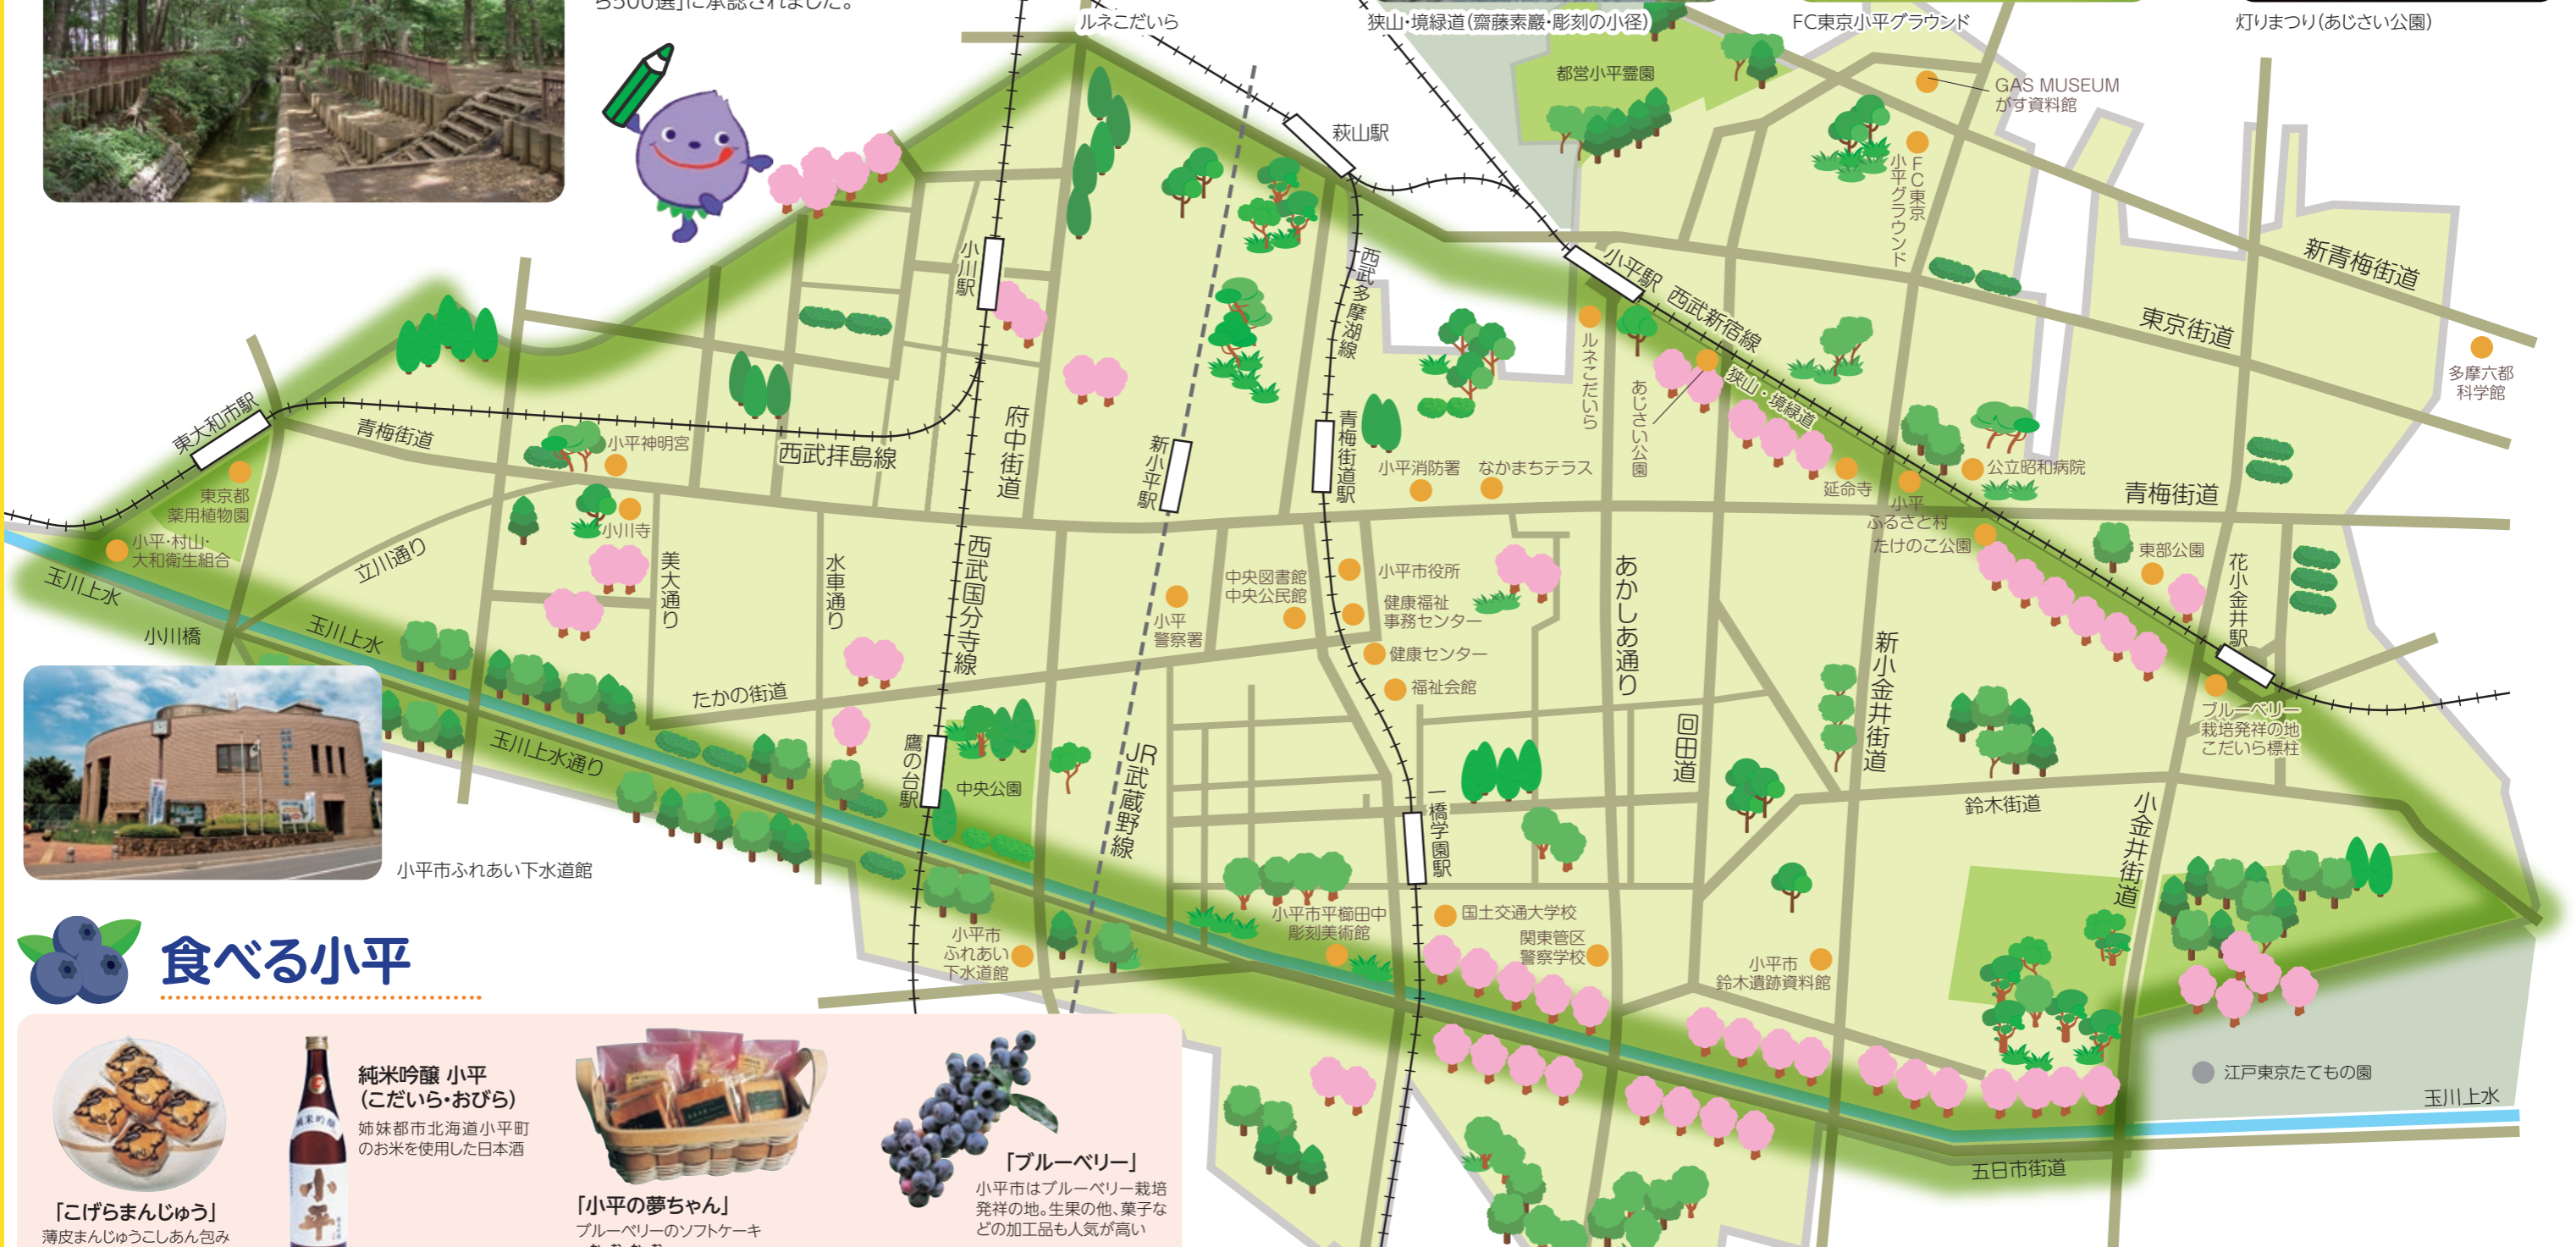 ら500選」に承認されました。
ルネこだいら
狭山・境緑道(齋藤素巖・彫刻の小径)
FC東京小平グラウンド
灯りまつり(あじさい公園)
都営小平霊園
GAS MUSEUM
がす資料館
萩山駅
FC東京
小平グラウンド
小川駅
西武多摩湖線
小平駅
西武新宿線
新青梅街道
東京街道
多摩六都
科学館
ルネこだいら
あじさい公園
狭山・境緑道
東大和市駅
青梅街道
小平神明宮
西武拝島線
府中街道
新小平駅
青梅街道駅
小平消防署
なかまちテラス
延命寺
公立昭和病院
小平
ふるさと村
青梅街道
東京都
薬用植物園
小川寺
小平・村山・
大和衛生組合
立川通り
美大通り
水車通り
西武国分寺線
小平
警察署
中央図書館
中央公民館
小平市役所
健康福祉
事務センター
健康センター
福祉会館
あかしあ通り
たけのこ公園
東部公園
花小金井駅
玉川上水
小川橋
玉川上水
たかの街道
玉川上水通り
鷹の台駅
中央公園
JR武蔵野線
回田道
新小金井街道
ブルーベリー
栽培発祥の地
こだいら標柱
一橋学園駅
鈴木街道
小金井街道
小平市ふれあい下水道館
小平市
ふれあい
下水道館
小平市平櫛田中
彫刻美術館
国土交通大学校
関東管区
警察学校
小平市
鈴木遺跡資料館
江戸東京たてもの園
玉川上水
五日市街道
食べる小平
「こげらまんじゅう」
薄皮まんじゅうこしあん包み
純米吟醸
小平
純米吟醸 小平
(こだいら・おびら)
姉妹都市北海道小平町
のお米を使用した日本酒
「小平の夢ちゃん」
ブルーベリーのソフトケーキ
「ブルーベリー」
小平市はブルーベリー栽培
発祥の地。生果の他、菓子な
どの加工品も人気が高い